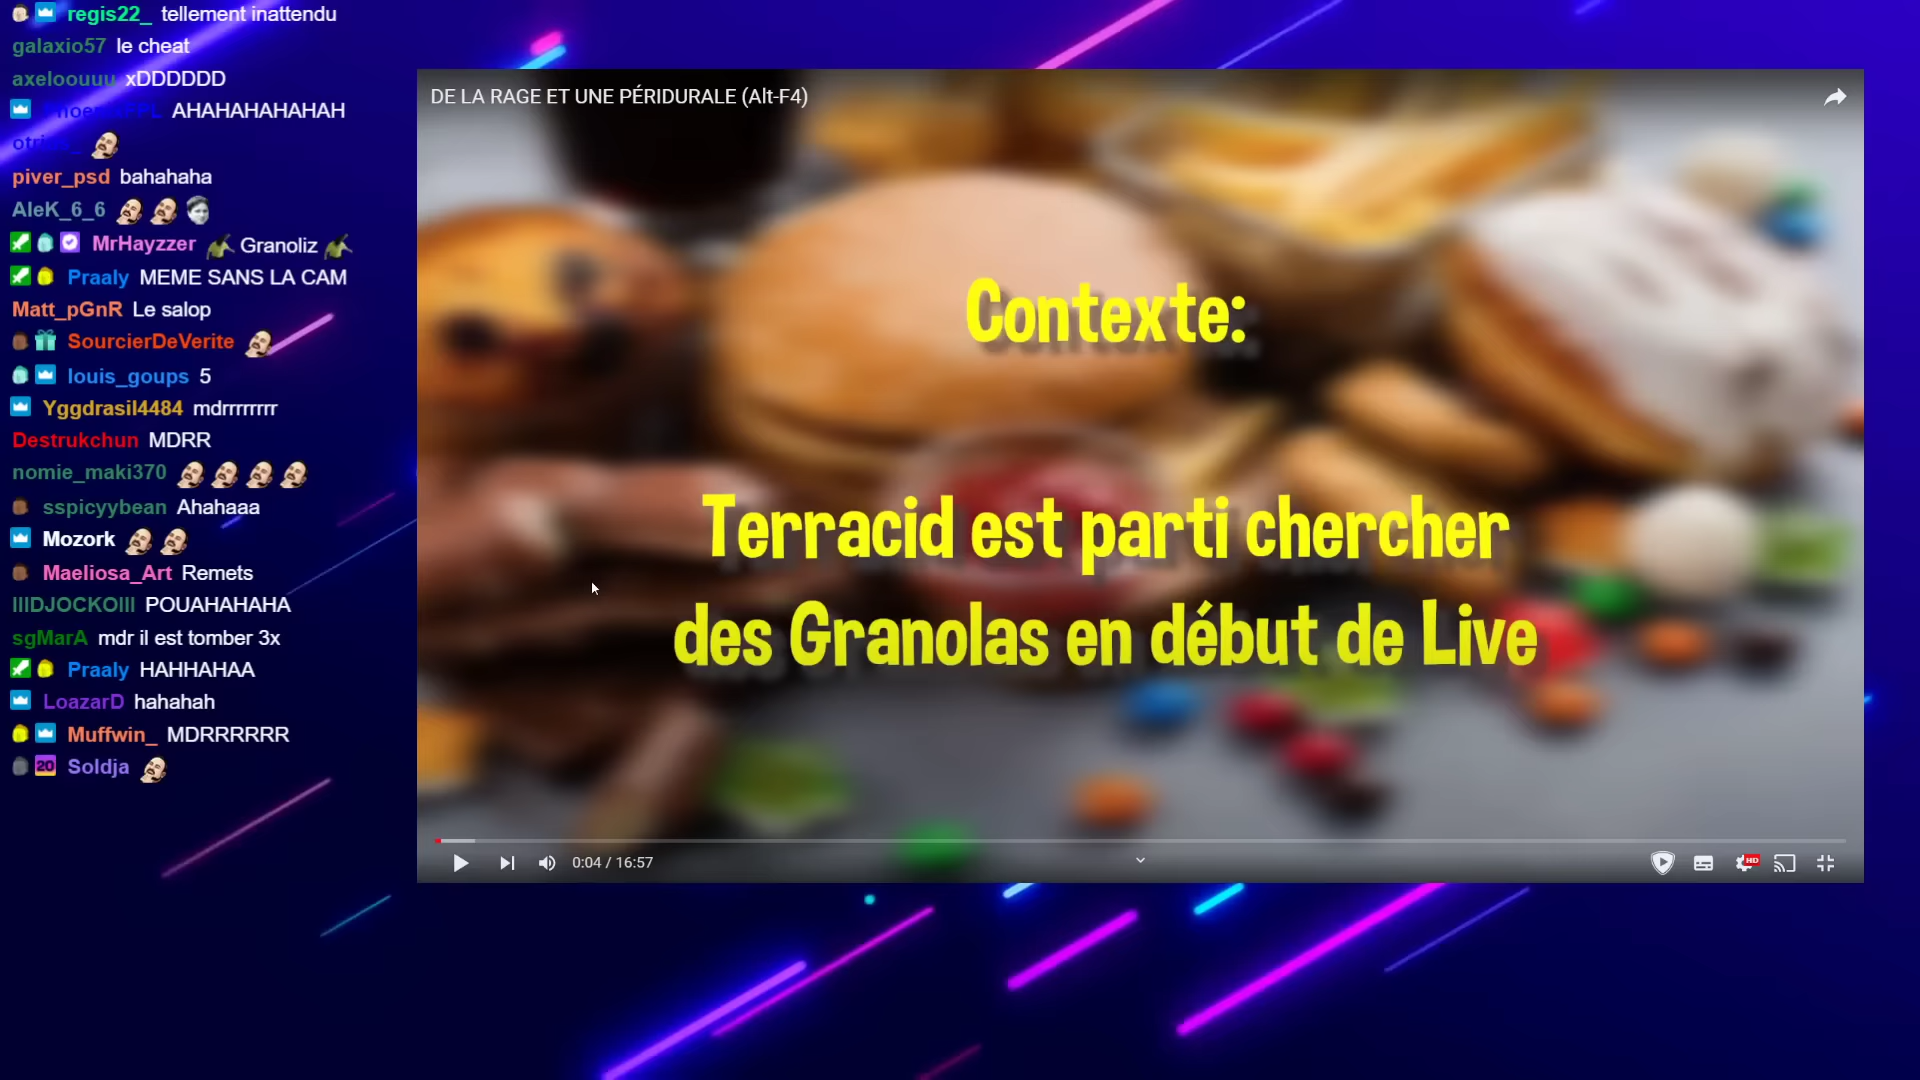 regis22_ tellement inattendu
galaxio57 le cheat
axeloouuu xDDDDDD
AHAHAHAHAHAH
piver_psd bahahaha
AleK_6_6
MrHayzzer Granoliz
Praaly MEME SANS LA CAM
Matt_pGnR Le salop
SourcierDeVerite
louis_goups 5
Yggdrasil4484 mdrrrrrrrr
Destrukchun MDRR
nomie_maki370
sspicyybean Ahahaaa
Mozork
Maeliosa_Art Remets
IIIDJOCKOIII POUAHAHAHA
sgMarA mdr il est tomber 3x
Praaly HAHHAHAA
LoazarD hahahah
Muffwin_ MDRRRRRR
20 Soldja
DE LA RAGE ET UNE PÉRIDURALE (Alt-F4)
Contexte:
Terracid est parti chercher
des Granolas en début de Live
0:04 / 16:57
HD